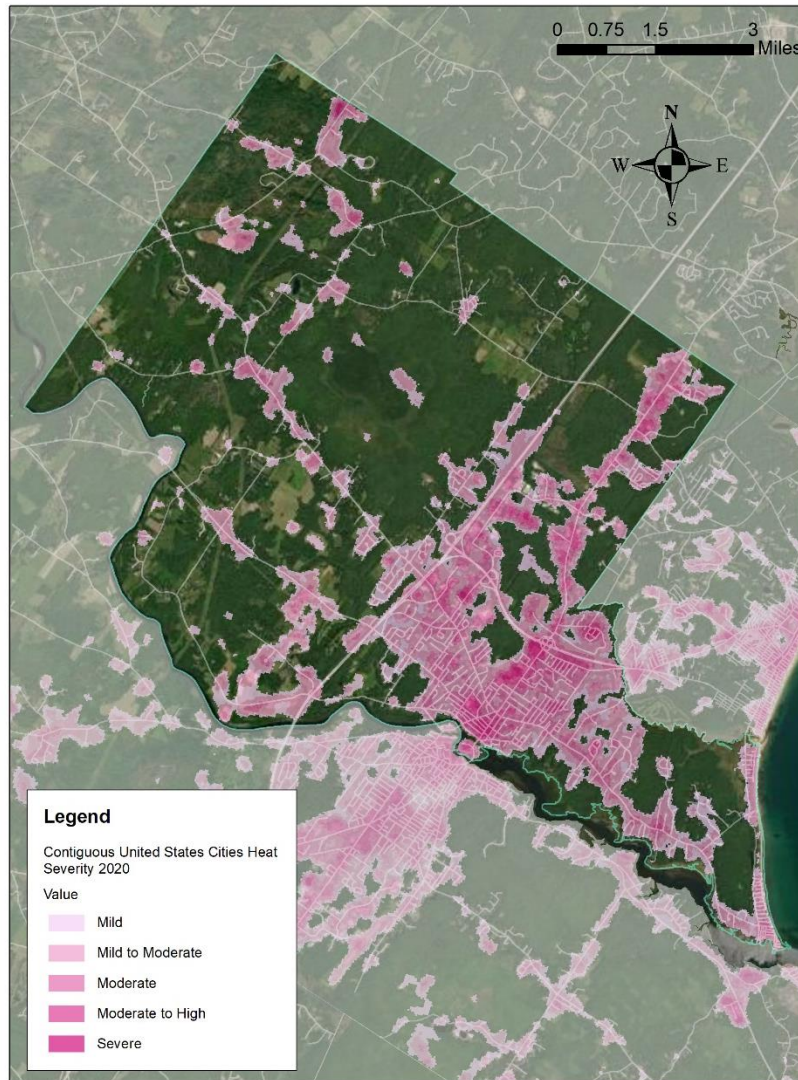 0 0.75 1.5 3
Miles
N
W E
S
Legend
Contiguous United States Cities Heat
Severity 2020
Value
Mild
Mild to Moderate
Moderate
Moderate to High
Severe